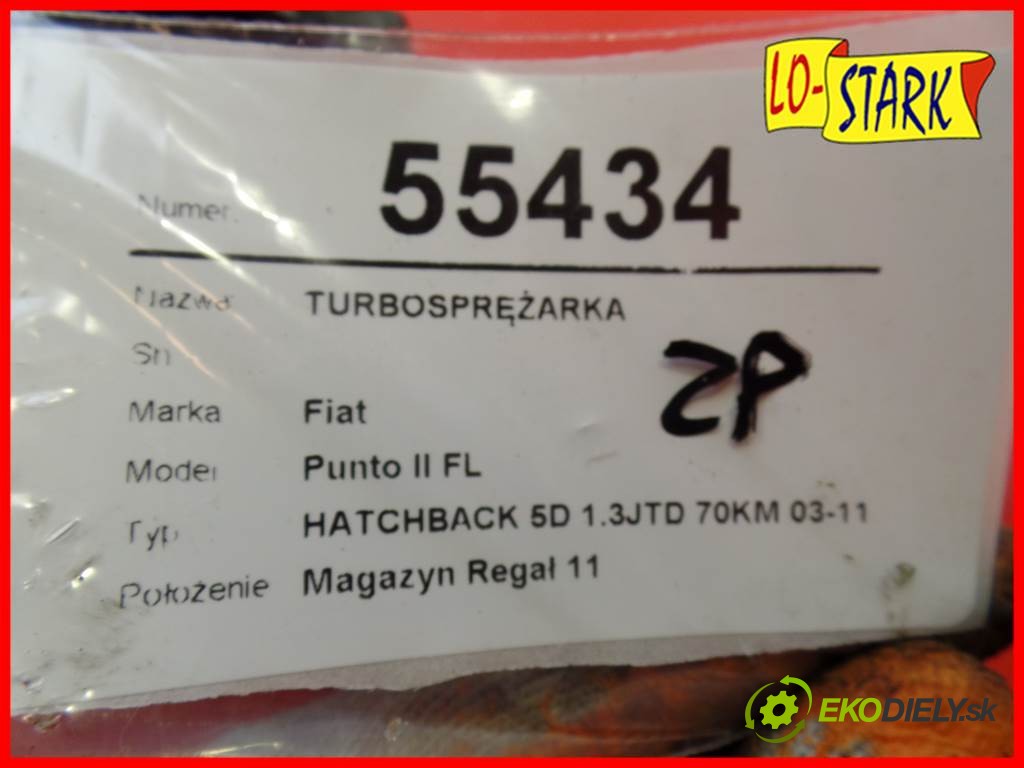 LO-STARK
Numer. 55434
Nazwa TURBOSPRĘŻARKA
Sn
Marka Fiat
Model Punto II FL
Typ HATCHBACK 5D 1.3JTD 70KM 03-11
Położenie Magazyn Regał 11
ZP
EKODIELY.sk